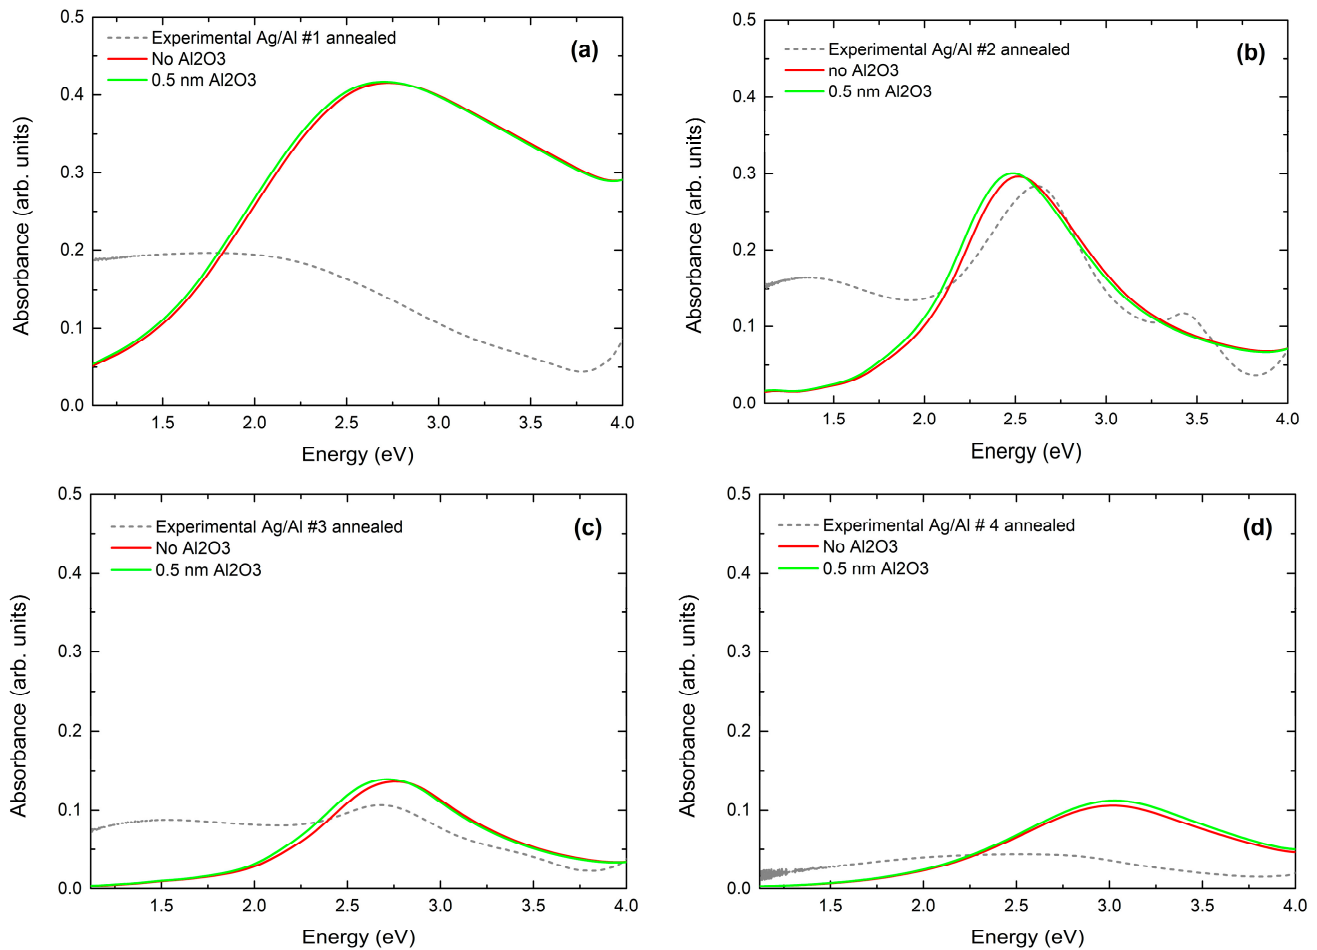 0.5
Experimental Ag/Al #1 annealed
No Al2O3
0.5 nm Al2O3
(a)
0.4
0.3
0.2
0.1
0.0
Absorbance (arb. units)
1.5 2.0 2.5 3.0 3.5 4.0
Energy (eV)
0.5
Experimental Ag/Al #2 annealed
no Al2O3
0.5 nm Al2O3
(b)
0.4
0.3
0.2
0.1
0.0
Absorbance (arb. units)
1.5 2.0 2.5 3.0 3.5 4.0
Energy (eV)
0.5
Experimental Ag/Al #3 annealed
No Al2O3
0.5 nm Al2O3
(c)
0.4
0.3
0.2
0.1
0.0
Absorbance (arb. units)
1.5 2.0 2.5 3.0 3.5 4.0
Energy (eV)
0.5
Experimental Ag/Al # 4 annealed
No Al2O3
0.5 nm Al2O3
(d)
0.4
0.3
0.2
0.1
0.0
Absorbance (arb. units)
1.5 2.0 2.5 3.0 3.5 4.0
Energy (eV)